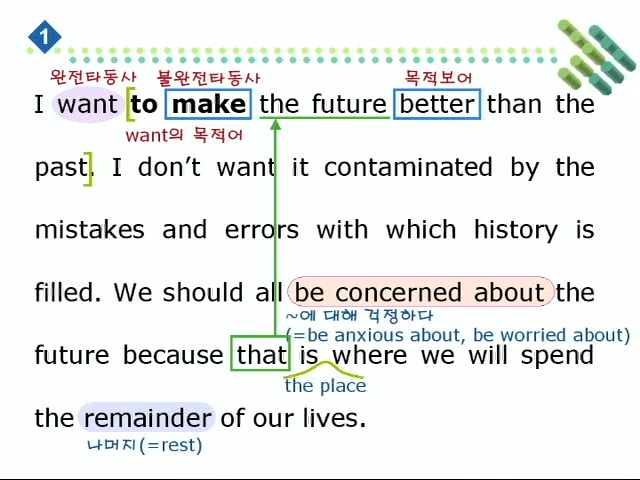 1
완전타동사 불완전타동사 목적보어
I want [to make the future better than the
want의 목적어
past]. I don't want it contaminated by the
mistakes and errors with which history is
filled. We should all be concerned about the
~에 대해 걱정하다
(=be anxious about, be worried about)
future because that is where we will spend
the place
the remainder of our lives.
나머지(=rest)